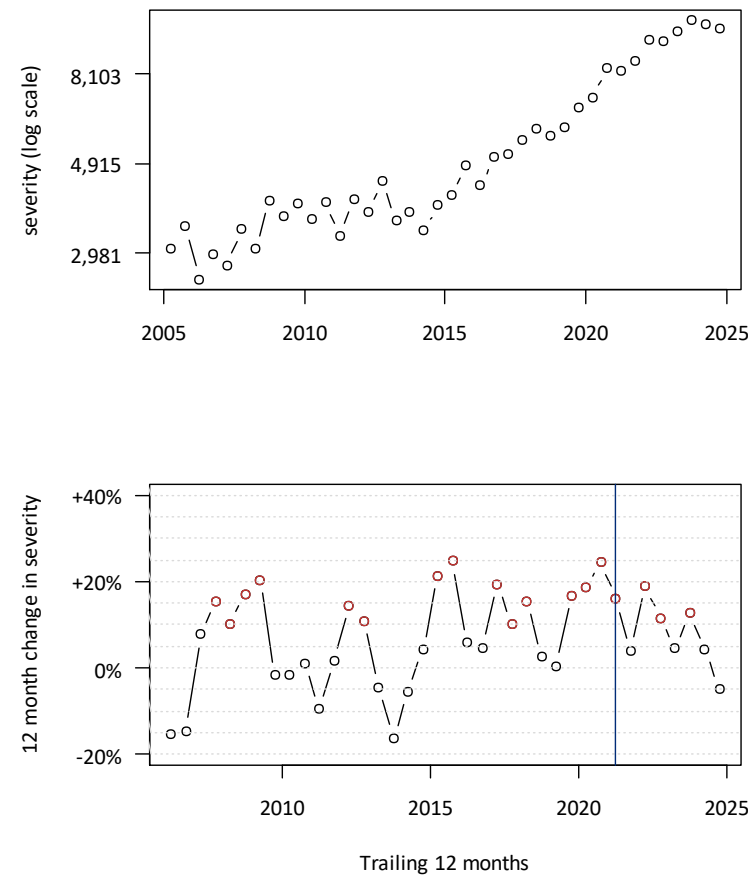 severity (log scale)
8,103
4,915
2,981
2005 2010 2015 2020 2025
12 month change in severity
+40%
+20%
0%
-20%
2010 2015 2020 2025
Trailing 12 months